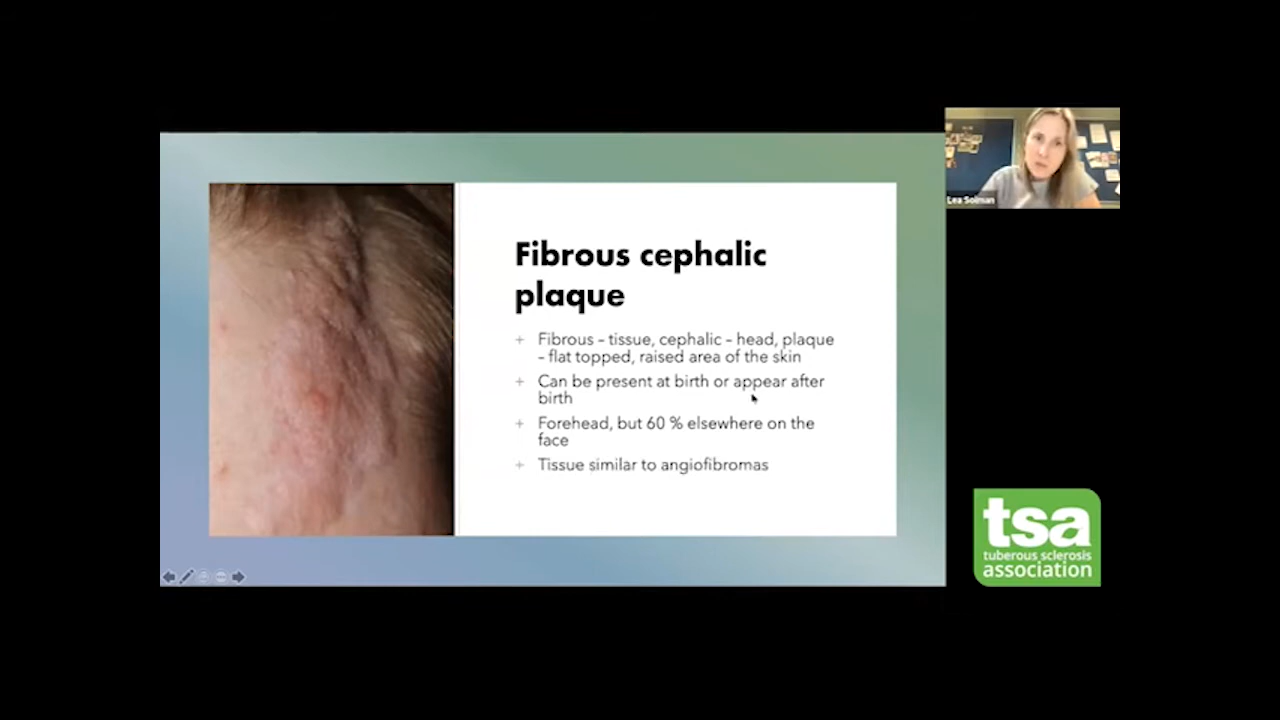 Fibrous cephalic
plaque
+ Fibrous – tissue, cephalic – head, plaque
– flat topped, raised area of the skin
+ Can be present at birth or appear after
birth
+ Forehead, but 60 % elsewhere on the
face
+ Tissue similar to angiofibromas
Lea Solman
tsa
tuberous sclerosis
association